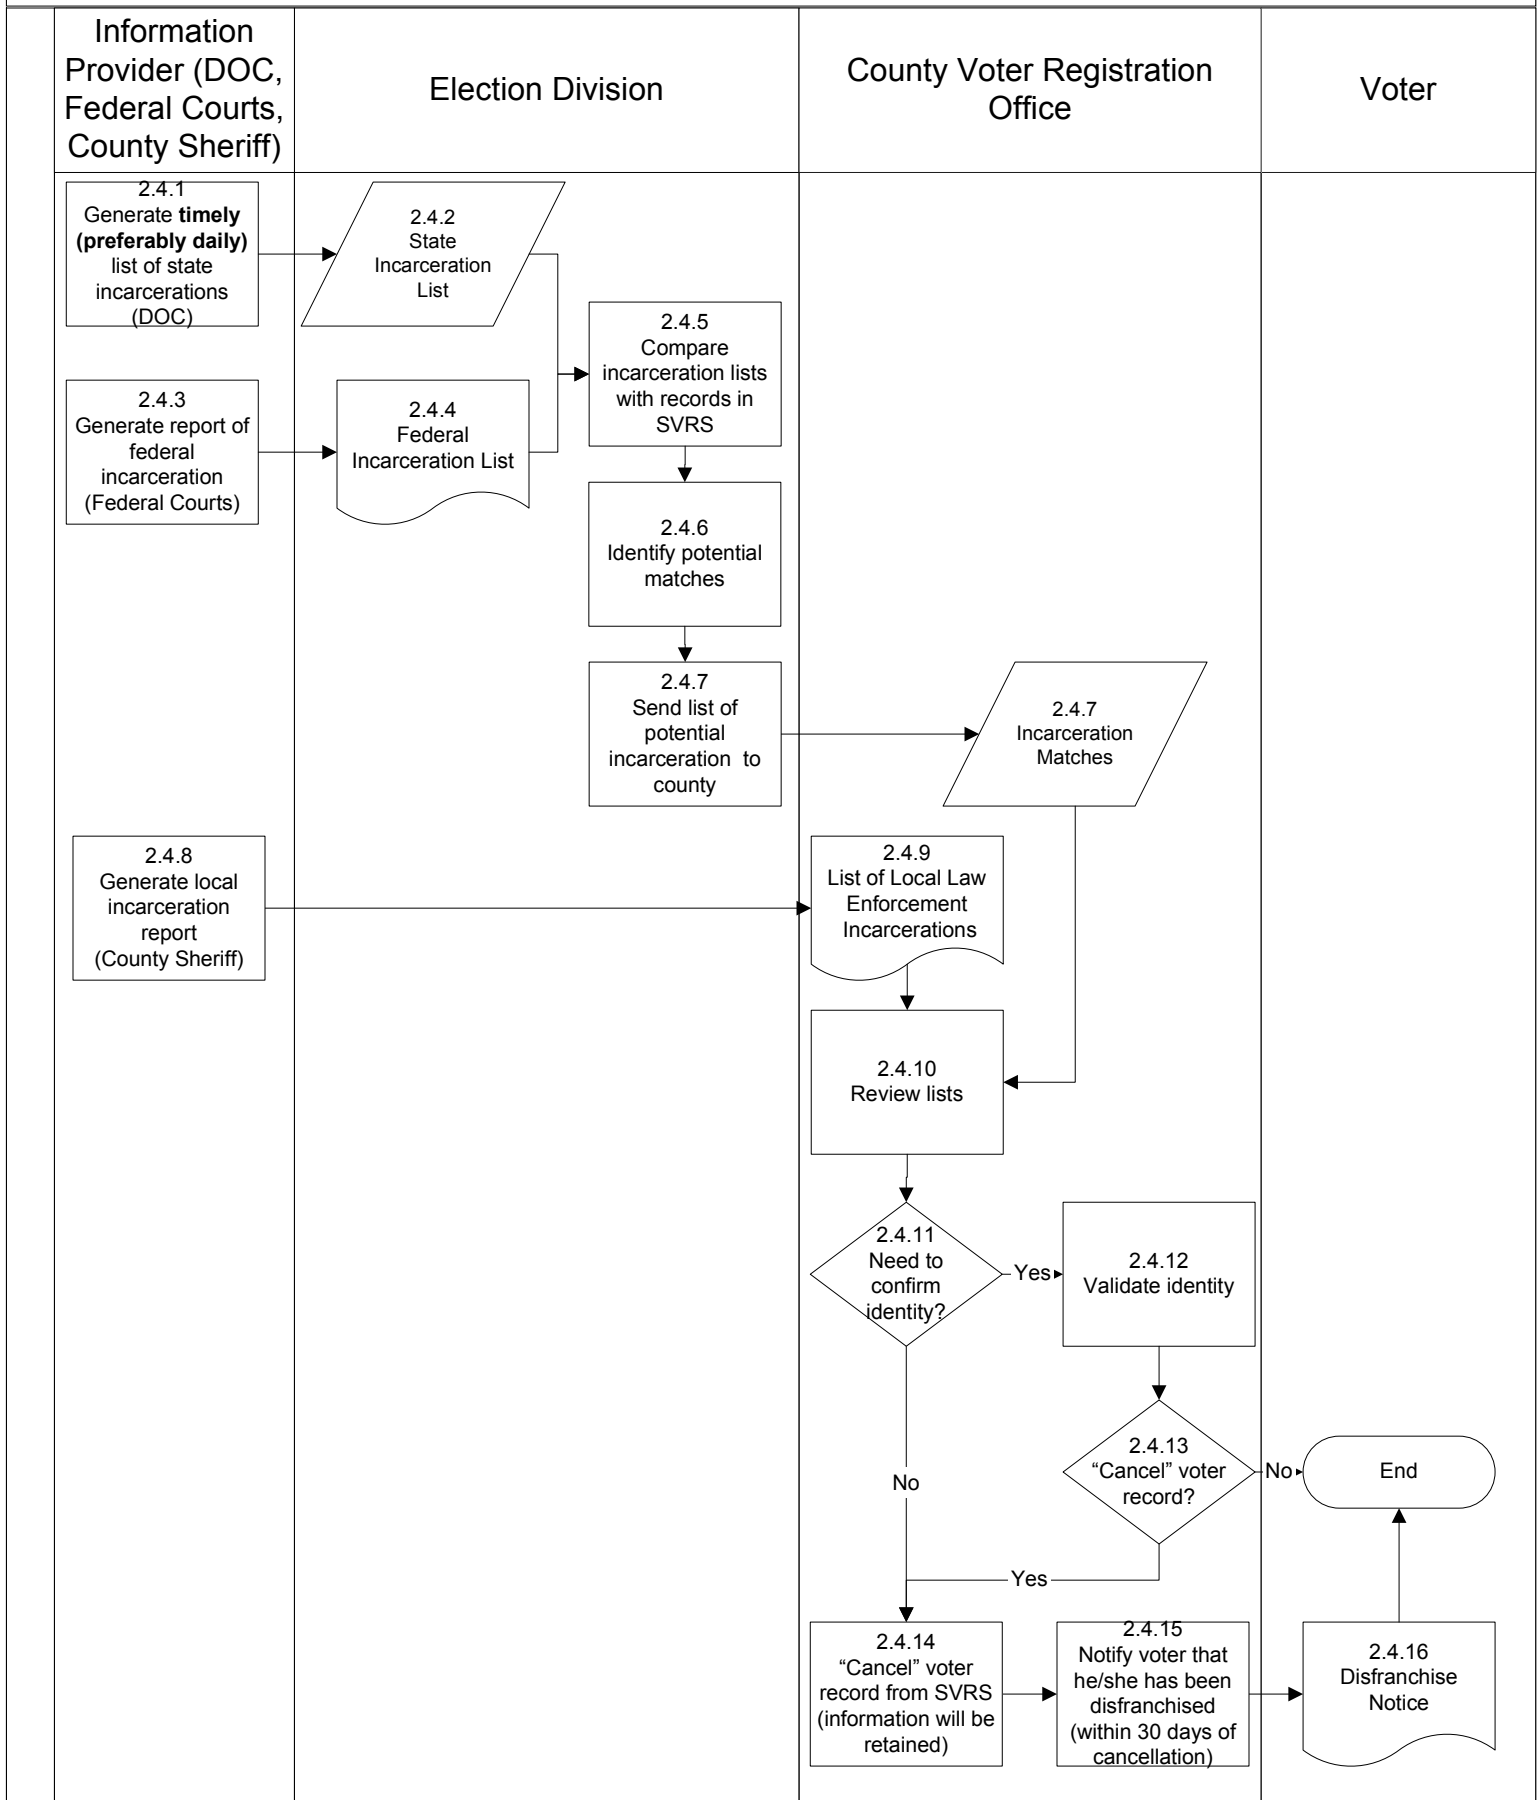 Information
Provider (DOC,
Federal Courts,
County Sheriff)
Election Division
County Voter Registration
Office
Voter
2.4.1
Generate timely
(preferably daily)
list of state
incarcerations
(DOC)
2.4.2
State
Incarceration
List
2.4.3
Generate report of
federal
incarceration
(Federal Courts)
2.4.4
Federal
Incarceration List
2.4.5
Compare
incarceration lists
with records in
SVRS
2.4.6
Identify potential
matches
2.4.7
Send list of
potential
incarceration to
county
2.4.7
Incarceration
Matches
2.4.8
Generate local
incarceration
report
(County Sheriff)
2.4.9
List of Local Law
Enforcement
Incarcerations
2.4.10
Review lists
2.4.11
Need to
confirm
identity?
Yes
2.4.12
Validate identity
2.4.13
“Cancel” voter
record?
No
End
No
Yes
2.4.14
“Cancel” voter
record from SVRS
(information will be
retained)
2.4.15
Notify voter that
he/she has been
disfranchised
(within 30 days of
cancellation)
2.4.16
Disfranchise
Notice